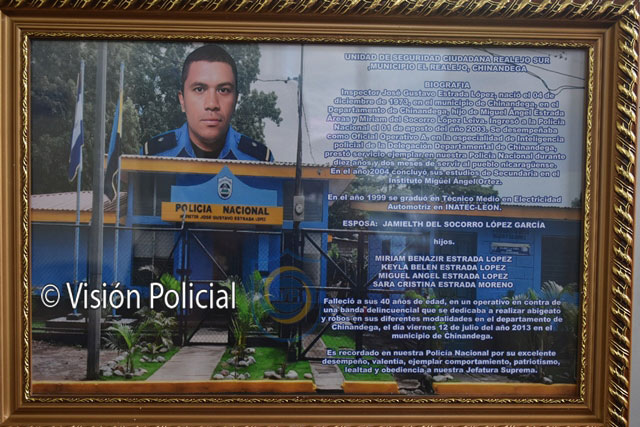 UNIDAD DE SEGURIDAD CIUDADANA REALEJO SUR
MUNICIPIO EL REALEJO, CHINANDEGA
BIOGRAFIA
Inspector José Gustavo Estrada López, nació el 04 de
diciembre de 1973, en el municipio de Chinandega, en el
Departamento de Chinandega, hijo de Miguel Ángel Estrada
Areas y Miriam del Socorro López Leiva. Ingresó a la Policía
Nacional el 01 de agosto del año 2003. Se desempeñaba
como Oficial Operativo A, en la especialidad de Inteligencia
policial de la Delegación Departamental de Chinandega,
prestó servicio ejemplar, en nuestra Policía Nacional durante
diez años y dos meses de servir al pueblo nicaragüense.
En el año 2004 concluyó sus estudios de Secundaria en el
Instituto Miguel Ángel Ortez.
En el año 1999 se graduó en Técnico Medio en Electricidad
Automotriz en INATEC-LEON.
ESPOSA: JAMIELTH DEL SOCORRO LÓPEZ GARCÍA
hijos.
MIRIAM BENAZIR ESTRADA LOPEZ
KEYLA BELEN ESTRADA LOPEZ
MIGUEL ANGEL ESTRADA LOPEZ
SARA CRISTINA ESTRADA MORENO
Falleció a sus 40 años de edad, en un operativo en contra de
una banda delincuencial que se dedicaba a realizar abigeato
y robos en sus diferentes modalidades en el departamento de
Chinandega, el día viernes 12 de julio del año 2013 en el
municipio de Chinandega.
Es recordado en nuestra Policía Nacional por su excelente
desempeño, valentía, ejemplar comportamiento, patriotismo,
lealtad y obediencia a nuestra Jefatura Suprema.
POLICIA NACIONAL
JOSE GUSTAVO ESTRADA LOPEZ
© Visión Policial